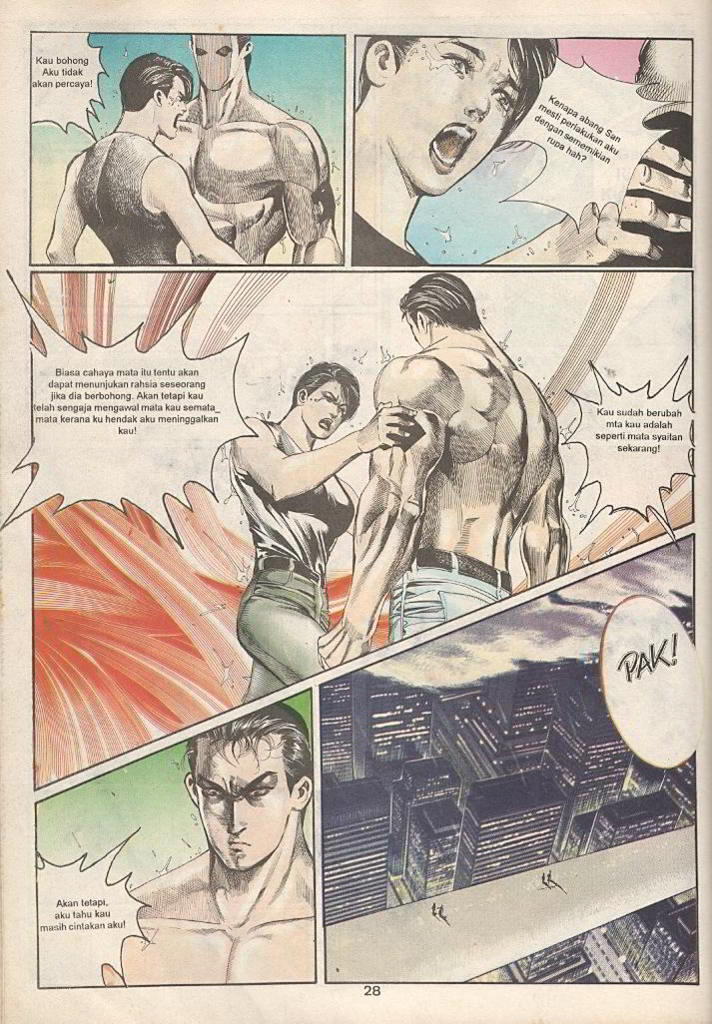 Kau bohong
Aku tidak
akan percaya!
Kenapa abang San
mesti perlakukan aku
dengan semernikian
rupa hah?
Biasa cahaya mata itu tentu akan
dapat menunjukan rahsia seseorang
jika dia berbohong. Akan tetapi kau
telah sengaja mengawal mata kau semata_
mata kerana ku hendak aku meninggalkan
kau!
Kau sudah berubah
mta kau adalah
seperti mata syaitan
sekarang!
PAK!
Akan tetapi,
aku tahu kau
masih cintakan aku!
28